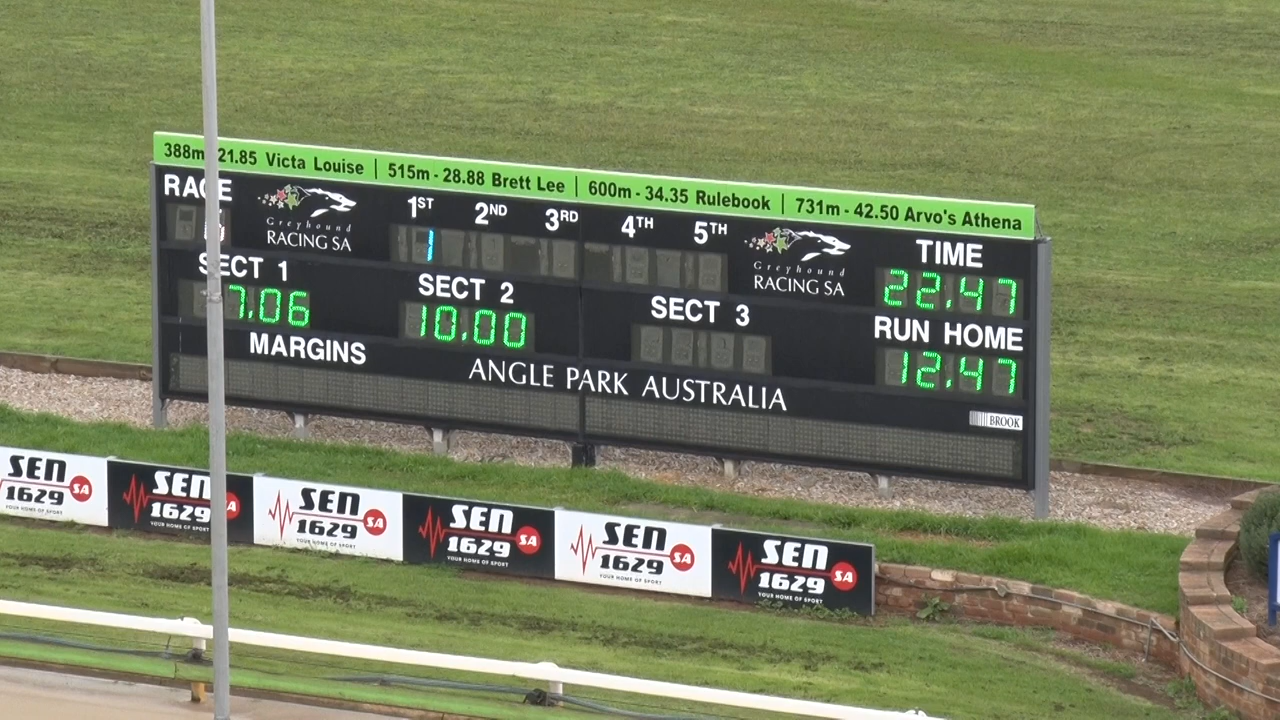 388m 21.85 Victa Louise | 515m - 28.88 Brett Lee | 600m - 34.35 Rulebook | 731m - 42.50 Arvo's Athena
RACE
Greyhound
RACING SA
1ST 2ND 3RD 4TH 5TH
1
Greyhound
RACING SA
TIME
22.47
SECT 1
7.06
SECT 2
10.00
SECT 3
RUN HOME
12.47
MARGINS
ANGLE PARK AUSTRALIA
BROOK
SEN
1629 SA
YOUR HOME OF SPORT
SEN
1629 SA
YOUR HOME OF SPORT
SEN
1629 SA
YOUR HOME OF SPORT
SEN
1629 SA
YOUR HOME OF SPORT
SEN
1629 SA
YOUR HOME OF SPORT
SEN
1629 SA
YOUR HOME OF SPORT